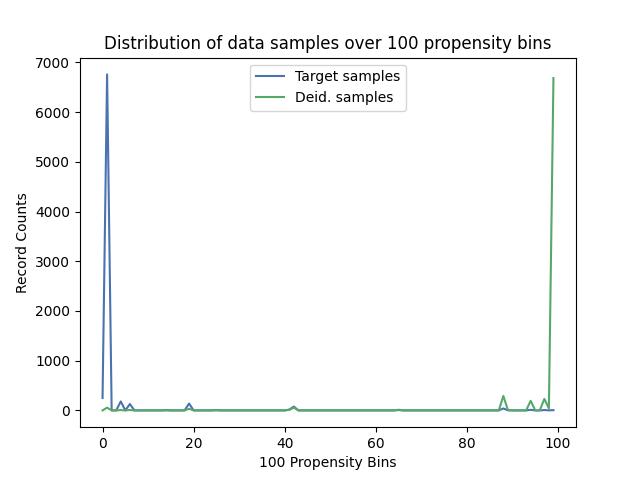 Distribution of data samples over 100 propensity bins
Target samples
Deid. samples
7000
6000
5000
4000
3000
2000
1000
0
Record Counts
0 20 40 60 80 100
100 Propensity Bins